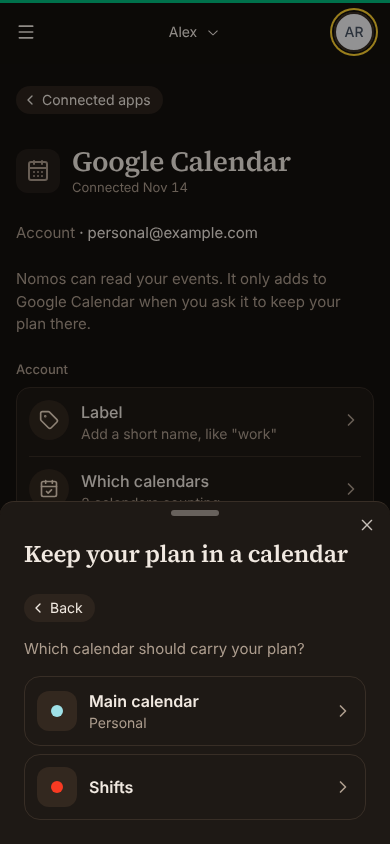 Alex
AR
Connected apps
Google Calendar
Connected Nov 14
Account · personal@example.com
Nomos can read your events. It only adds to
Google Calendar when you ask it to keep your
plan there.
Account
Label
Add a short name, like "work"
Which calendars
Keep your plan in a calendar
Back
Which calendar should carry your plan?
Main calendar
Personal
Shifts